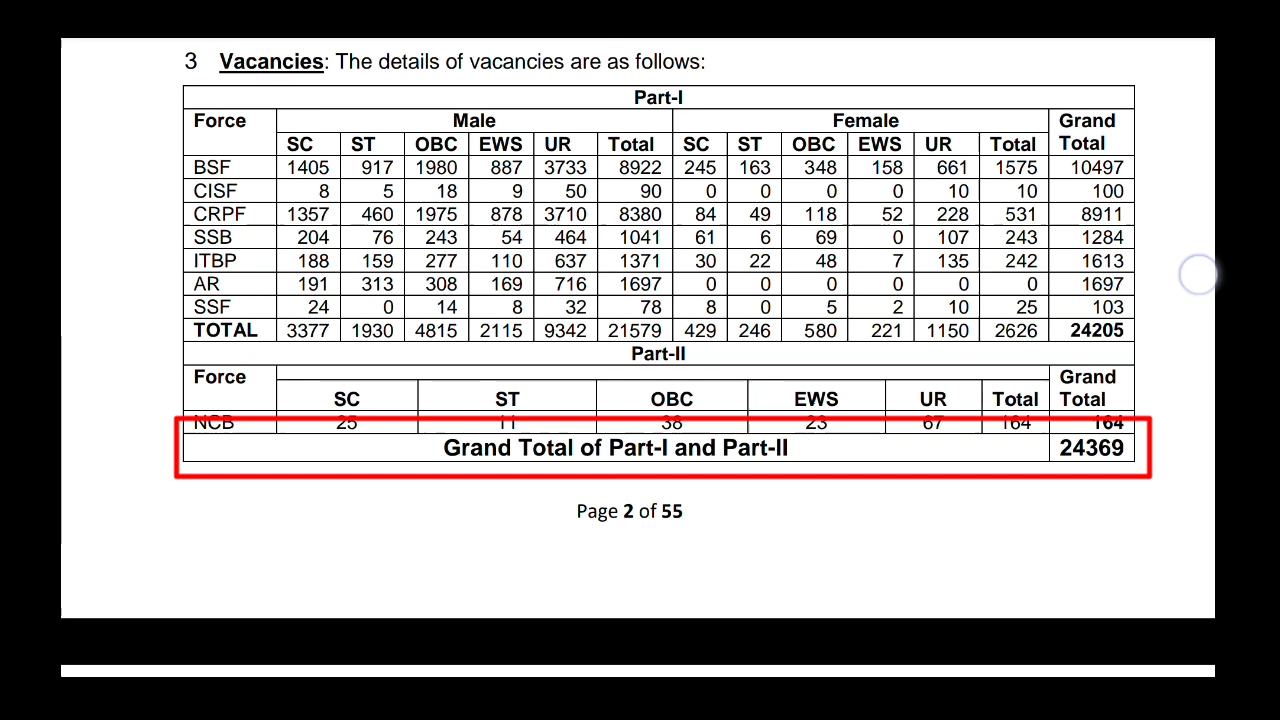 3 Vacancies: The details of vacancies are as follows:
Part-I
Force Male Female Grand Total
SC ST OBC EWS UR Total SC ST OBC EWS UR Total
BSF 1405 917 1980 887 3733 8922 245 163 348 158 661 1575 10497
CISF 8 5 18 9 50 90 0 0 0 0 10 10 100
CRPF 1357 460 1975 878 3710 8380 84 49 118 52 228 531 8911
SSB 204 76 243 54 464 1041 61 6 69 0 107 243 1284
ITBP 188 159 277 110 637 1371 30 22 48 7 135 242 1613
AR 191 313 308 169 716 1697 0 0 0 0 0 0 1697
SSF 24 0 14 8 32 78 8 0 5 2 10 25 103
TOTAL 3377 1930 4815 2115 9342 21579 429 246 580 221 1150 2626 24205
Part-II
Force Grand Total
SC ST OBC EWS UR Total
NCB 25 11 38 23 67 164 164
Grand Total of Part-I and Part-II 24369
Page 2 of 55